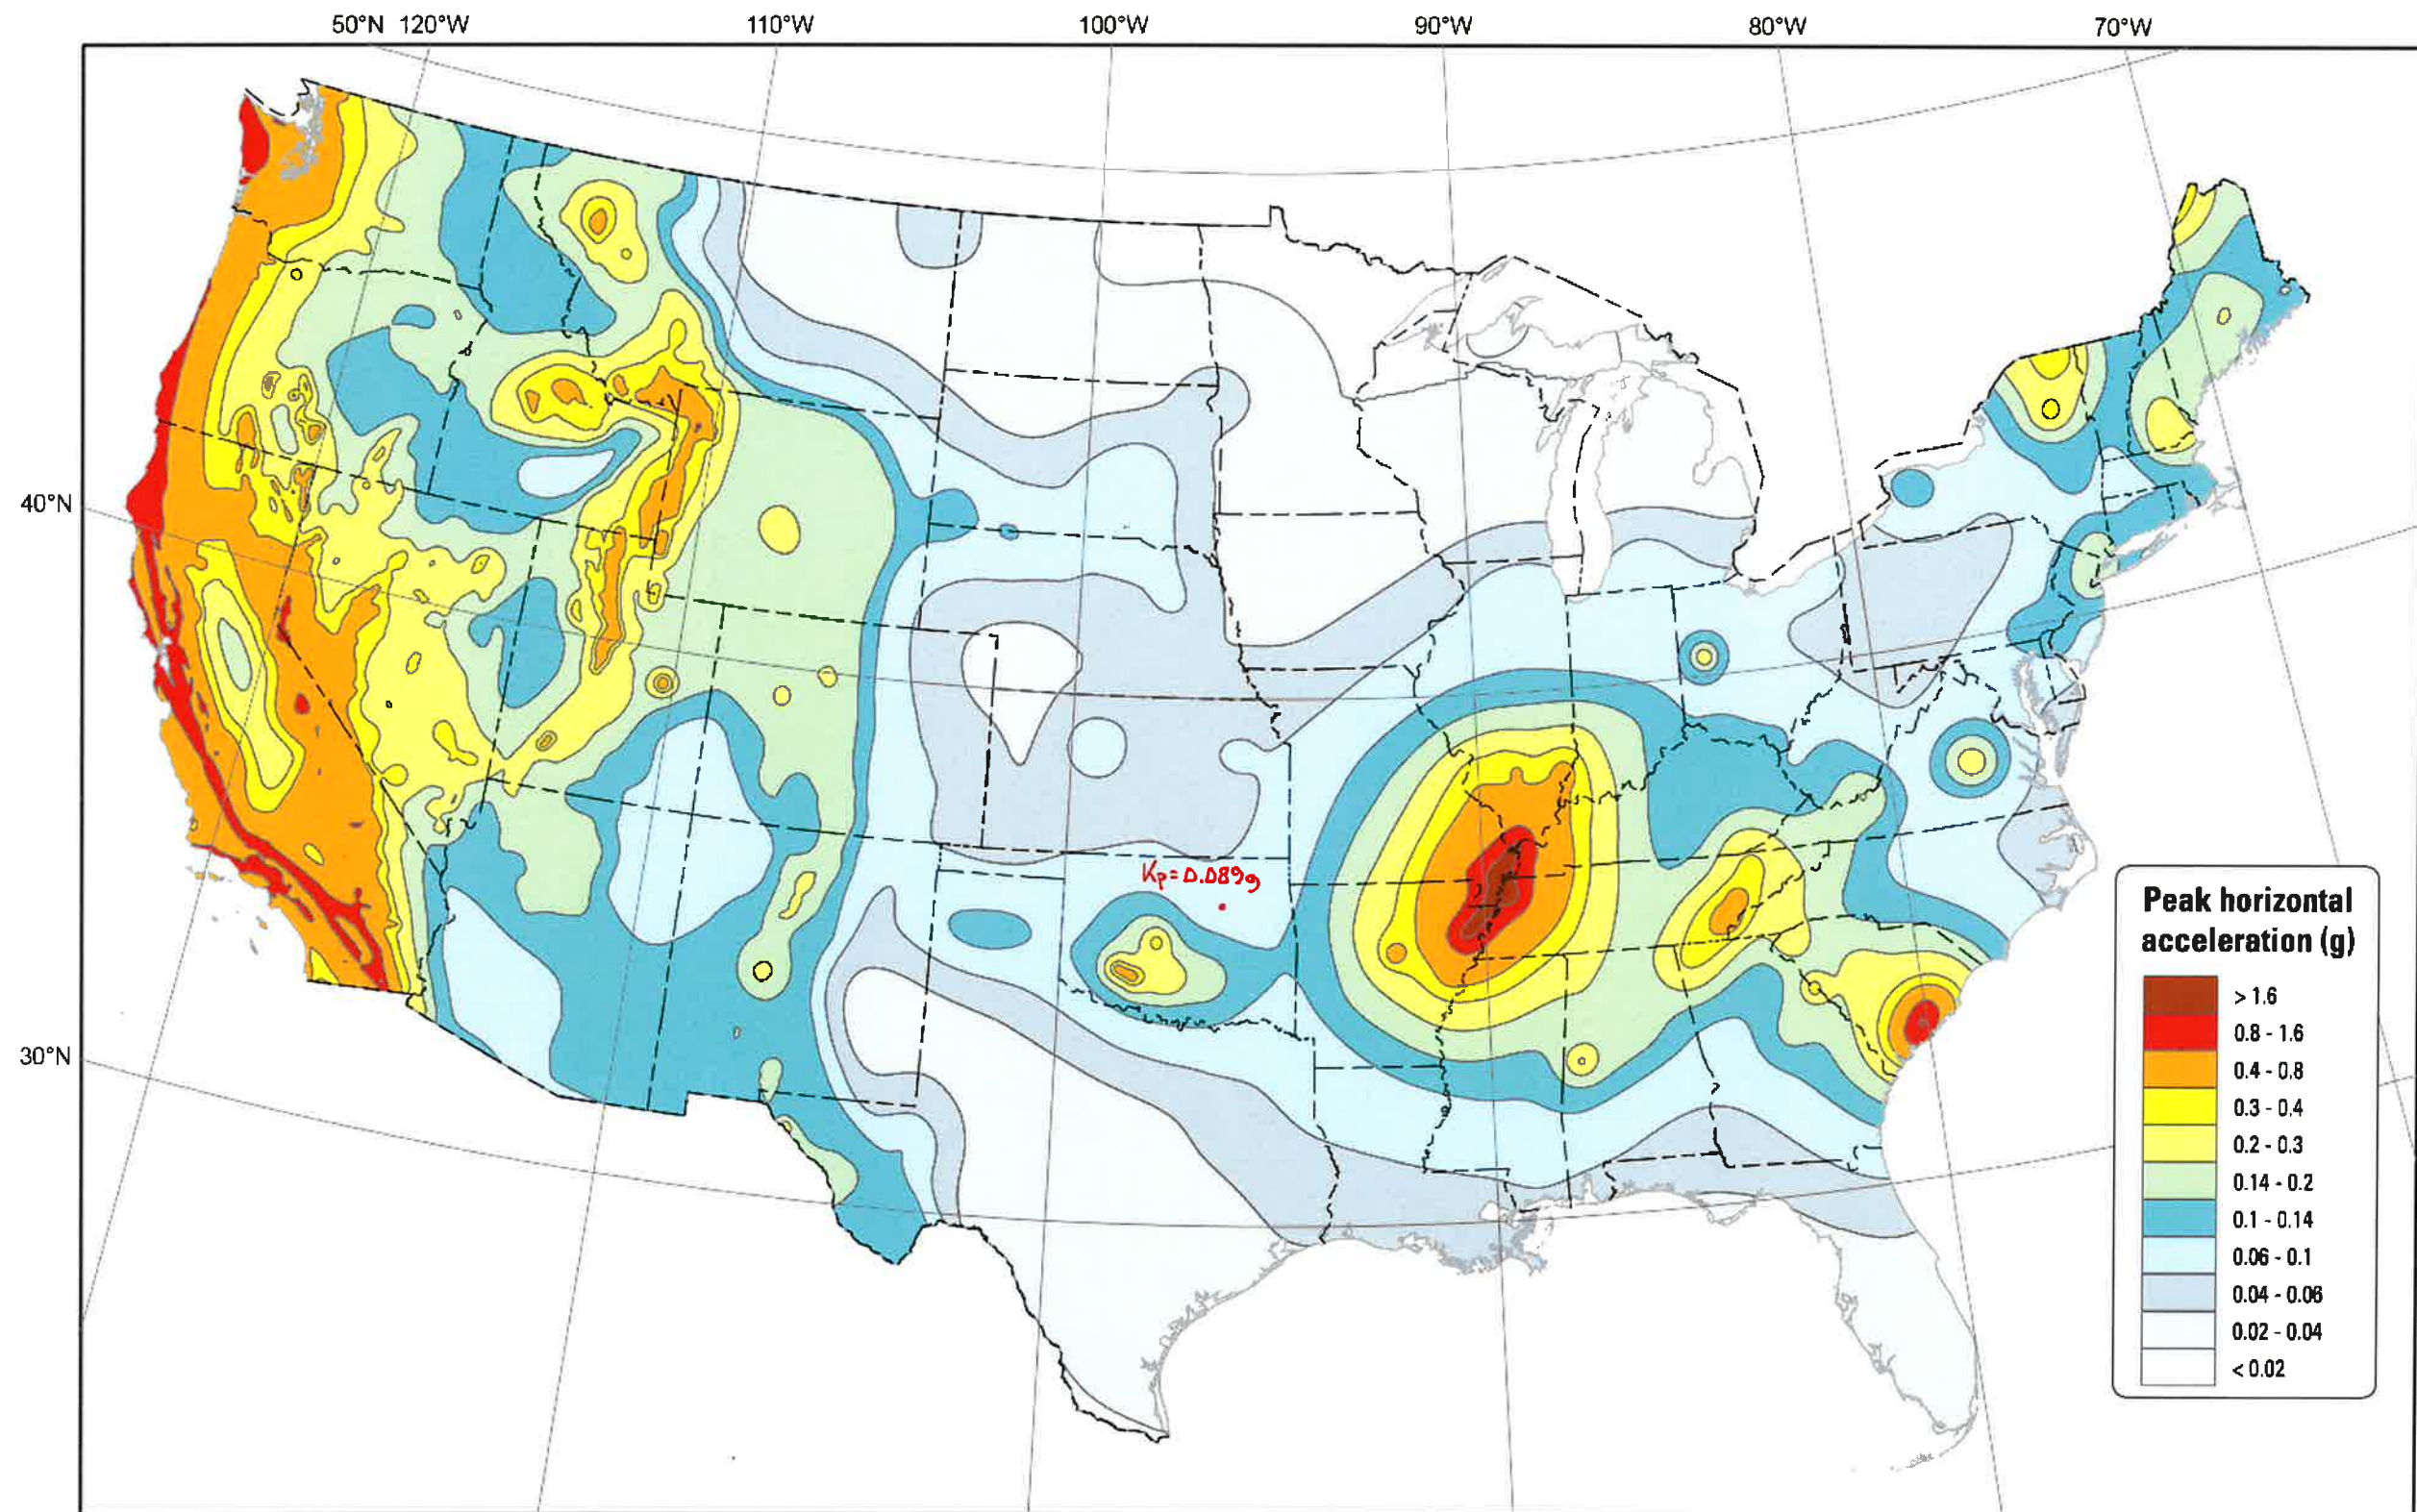 50°N 120°W 110°W 100°W 90°W 80°W 70°W
40°N
30°N
Kp=0.089g
Peak horizontal
acceleration (g)
> 1.6
0.8 - 1.6
0.4 - 0.8
0.3 - 0.4
0.2 - 0.3
0.14 - 0.2
0.1 - 0.14
0.06 - 0.1
0.04 - 0.06
0.02 - 0.04
< 0.02